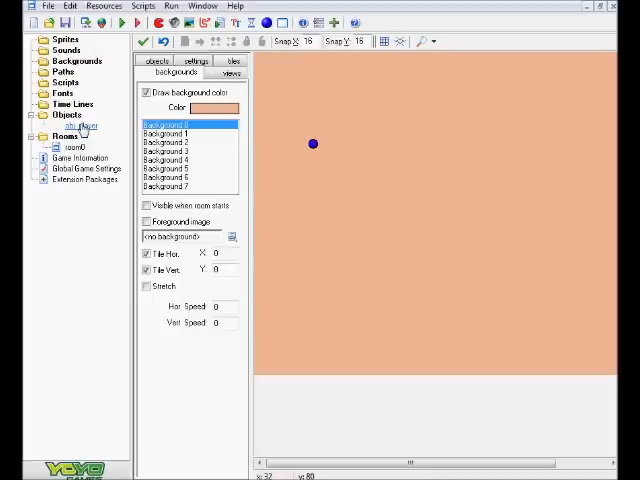 File Edit Resources Scripts Run Window Help
Snap X: 16 Snap Y: 16
Sprites
Sounds
Backgrounds
Paths
Scripts
Fonts
Time Lines
Objects
obj_player
Rooms
room0
Game Information
Global Game Settings
Extension Packages
YOYO
GAMES
objects settings tiles
backgrounds views
Draw background color
Color
Background 0
Background 1
Background 2
Background 3
Background 4
Background 5
Background 6
Background 7
Visible when room starts
Foreground image
<no background>
Tile Hor. X: 0
Tile Vert. Y: 0
Stretch
Hor Speed: 0
Vert Speed: 0
x: 32 y: 80